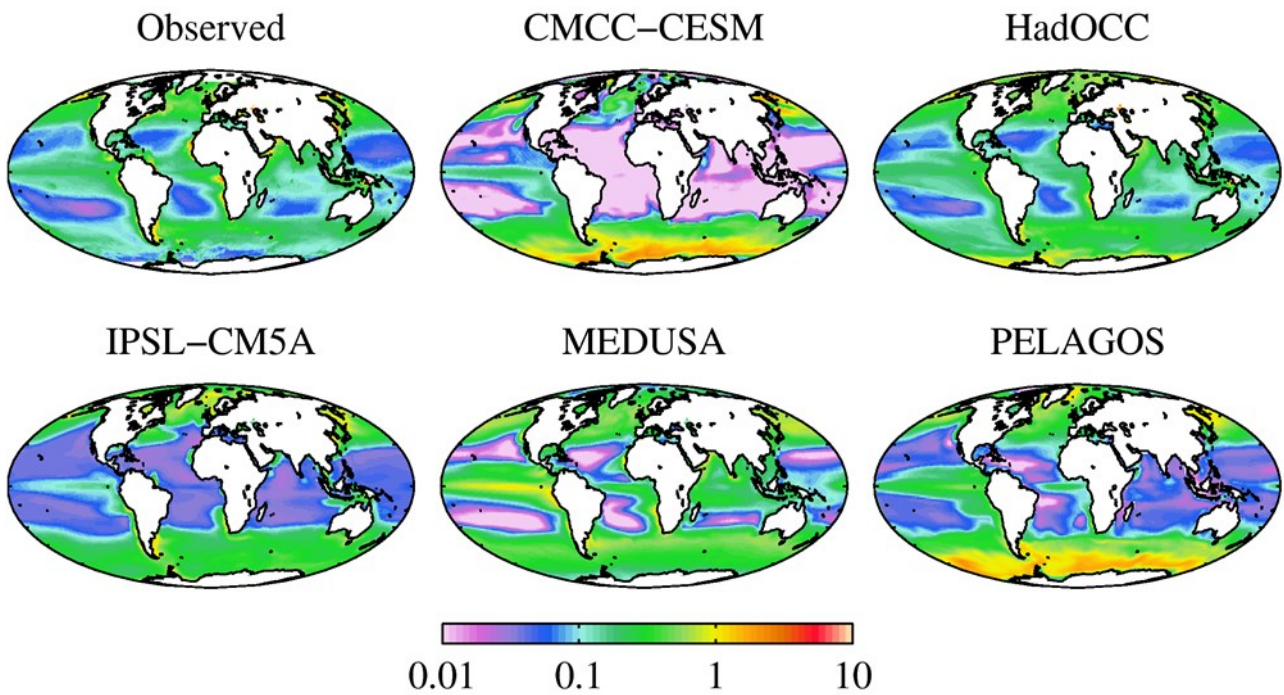 Observed CMCC–CESM HadOCC
IPSL–CM5A MEDUSA PELAGOS
0.01 0.1 1 10